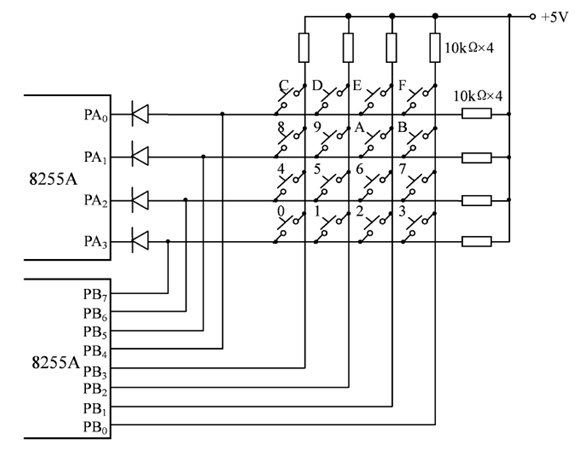 +5V
10kΩ×4
C D E F
10kΩ×4
PA₀
8 9 A B
PA₁
8255A
4 5 6 7
PA₂
0 1 2 3
PA₃
PB₇
PB₆
PB₅
PB₄
8255A
PB₃
PB₂
PB₁
PB₀